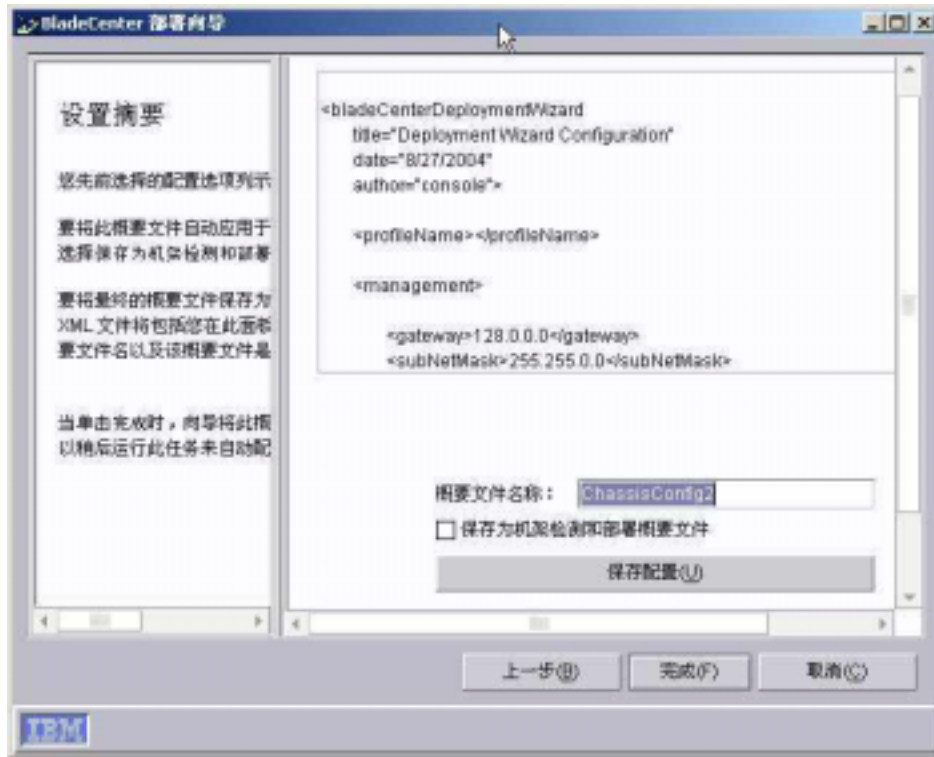 BladeCenter 部署向导
设置摘要
您先前选择的配置选项列示
要将此概要文件自动应用于
选择保存为机架检测和部署
要将最终的概要文件保存为
XML 文件将包括您在此面板
要文件名以及该概要文件是
当单击完成时，向导将此概
以稍后运行此任务来自动配
<bladeCenterDeploymentWizard
title="Deployment Wizard Configuration"
date="8/27/2004"
author="console">
<profileName></profileName>
<management>
<gateway>128.0.0.0</gateway>
<subNetMask>255.255.0.0</subNetMask>
概要文件名称： ChassisConfig2
保存为机架检测和部署概要文件
保存配置(U)
上一步(B) 完成(F) 取消(C)
IBM